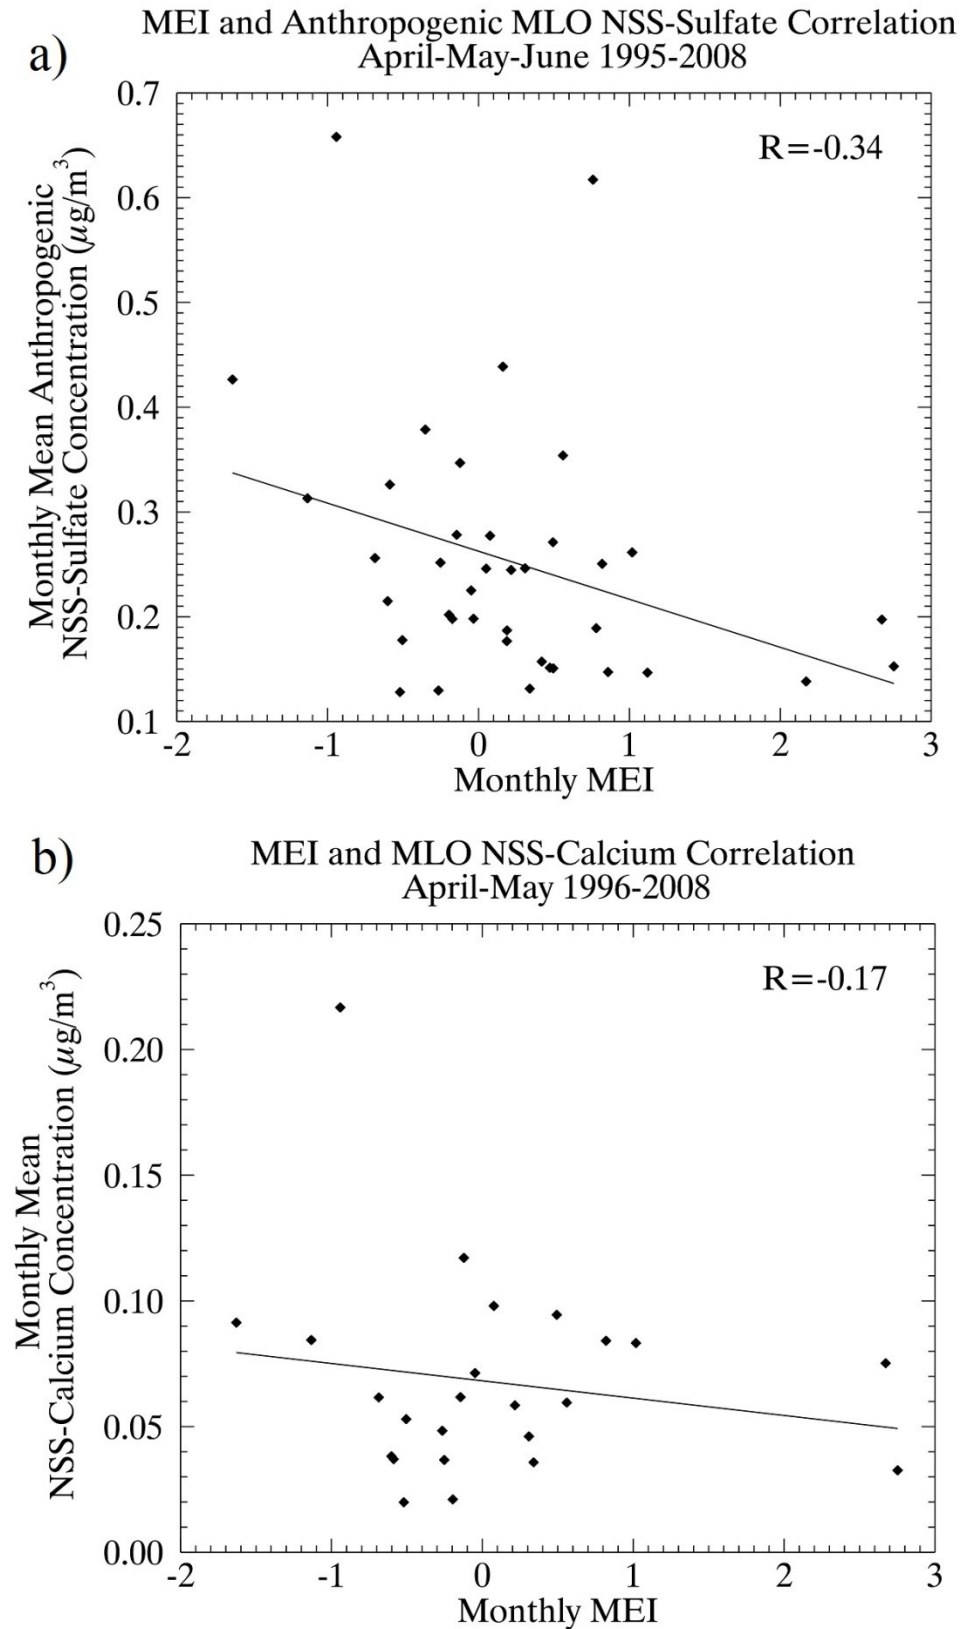 MEI and Anthropogenic MLO NSS-Sulfate Correlation
a)
April-May-June 1995-2008
R=-0.34
Monthly Mean Anthropogenic
NSS-Sulfate Concentration (μg/m³)
0.7
0.6
0.5
0.4
0.3
0.2
0.1
-2 -1 0 1 2 3
Monthly MEI
b)
MEI and MLO NSS-Calcium Correlation
April-May 1996-2008
R=-0.17
Monthly Mean
NSS-Calcium Concentration (μg/m³)
0.25
0.20
0.15
0.10
0.05
0.00
-2 -1 0 1 2 3
Monthly MEI